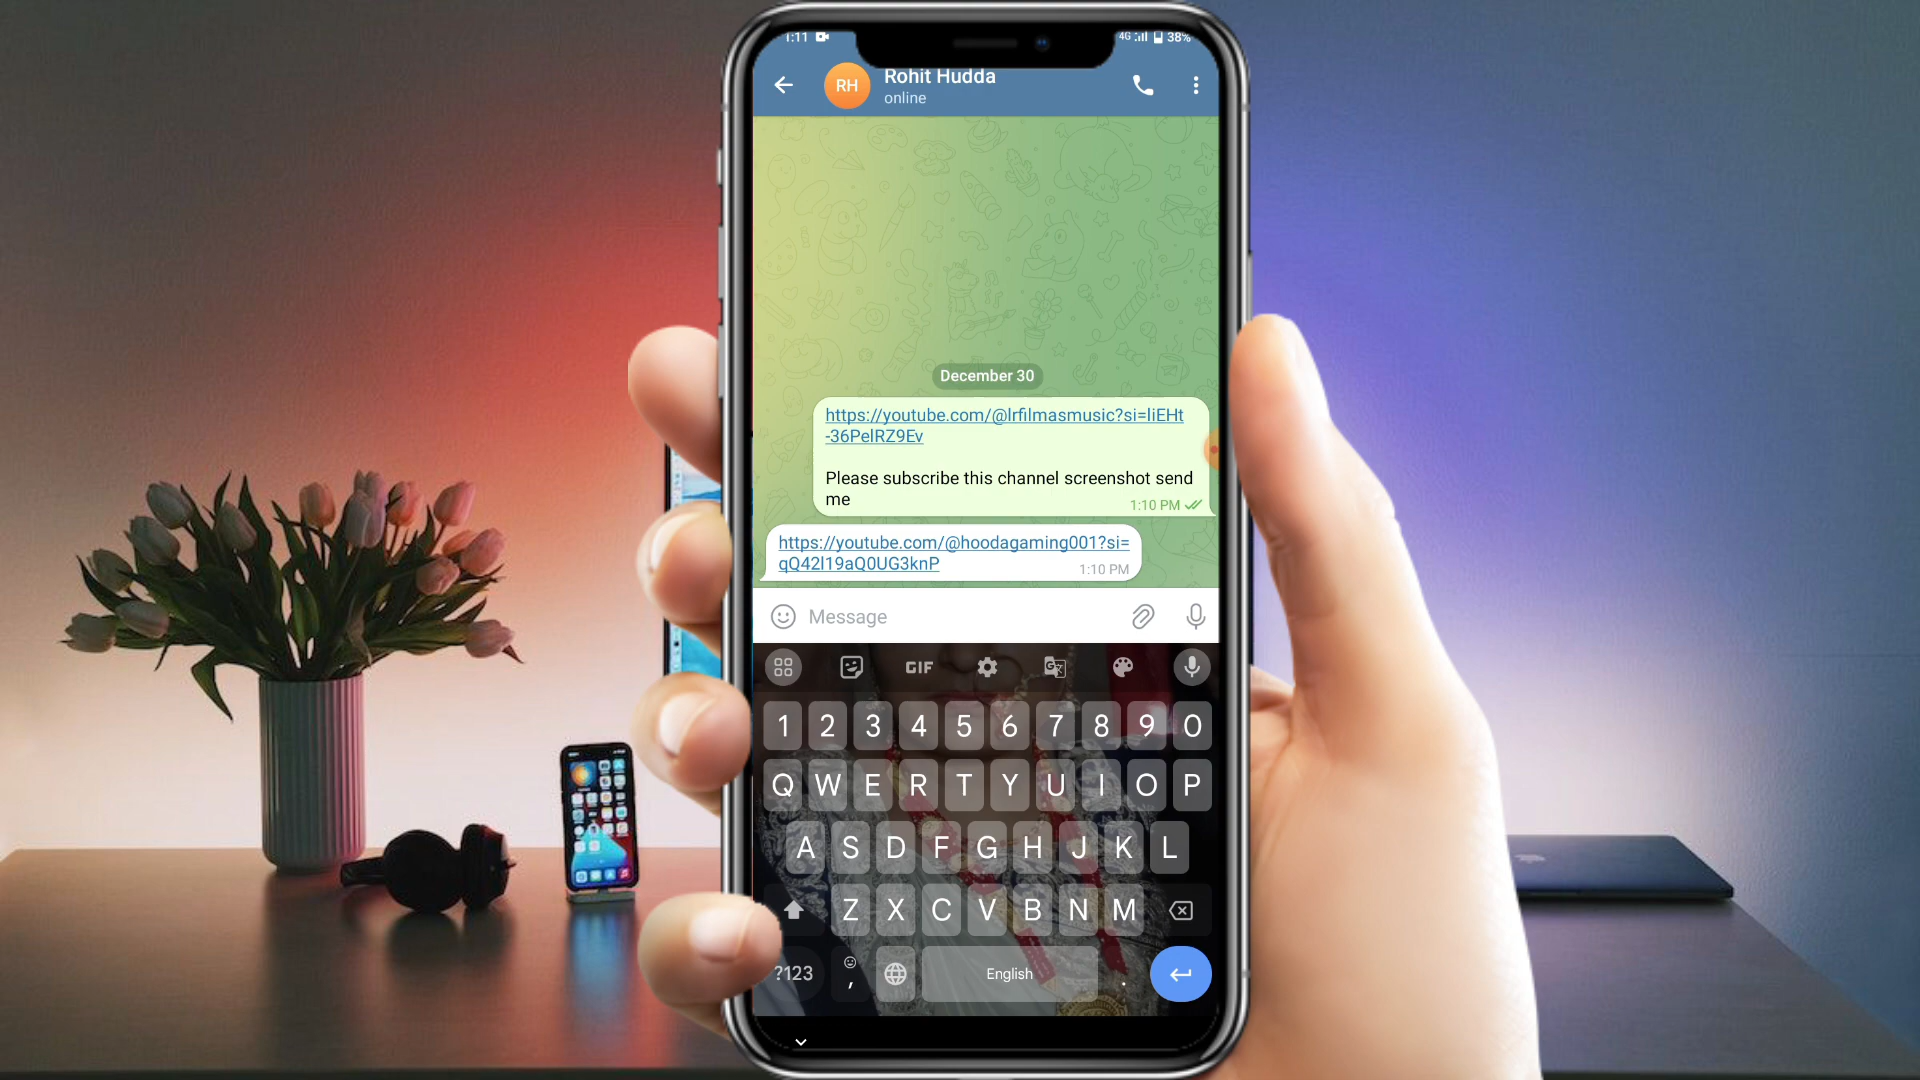 1:11
4G 38%
RH
Rohit Hudda
online
December 30
https://youtube.com/@lrfilmasmusic?si=liEHt
-36PelRZ9Ev
Please subscribe this channel screenshot send
me
1:10 PM
https://youtube.com/@hoodagaming001?si=
qQ42l19aQ0UG3knP
1:10 PM
Message
GIF
1 2 3 4 5 6 7 8 9 0
Q W E R T Y U I O P
A S D F G H J K L
Z X C V B N M
?123 , English .